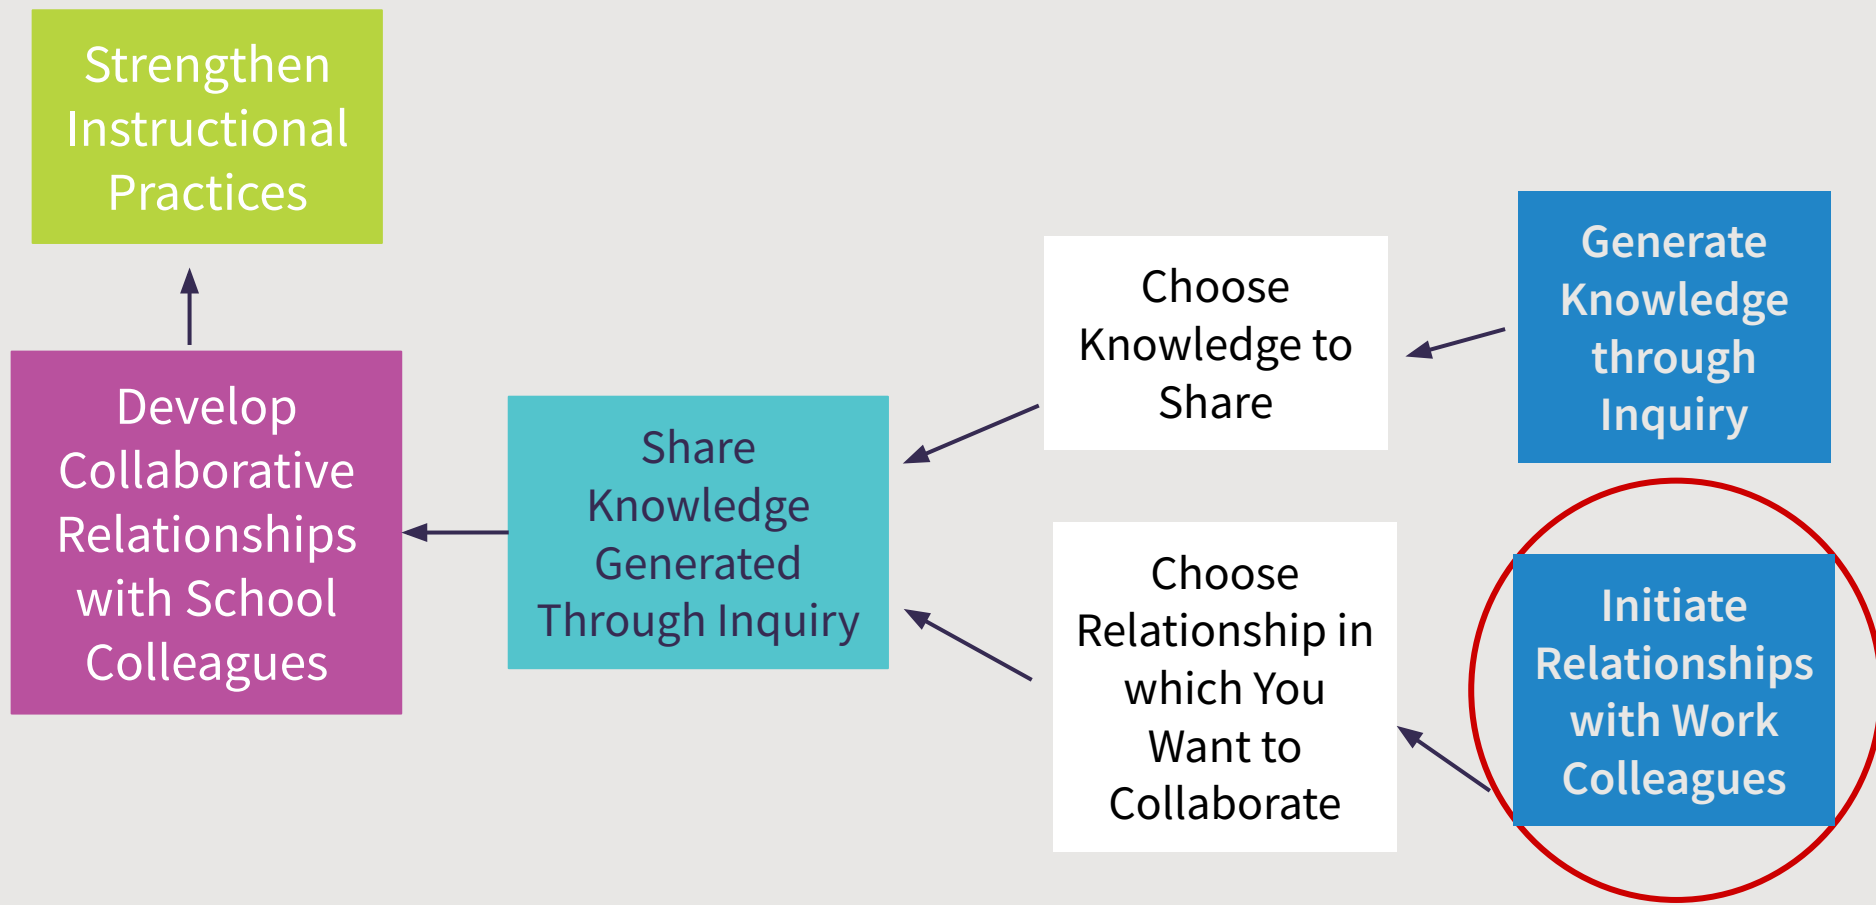 Strengthen
Instructional
Practices
Develop
Collaborative
Relationships
with School
Colleagues
Share
Knowledge
Generated
Through Inquiry
Choose
Knowledge to
Share
Choose
Relationship in
which You
Want to
Collaborate
Generate
Knowledge
through
Inquiry
Initiate
Relationships
with Work
Colleagues